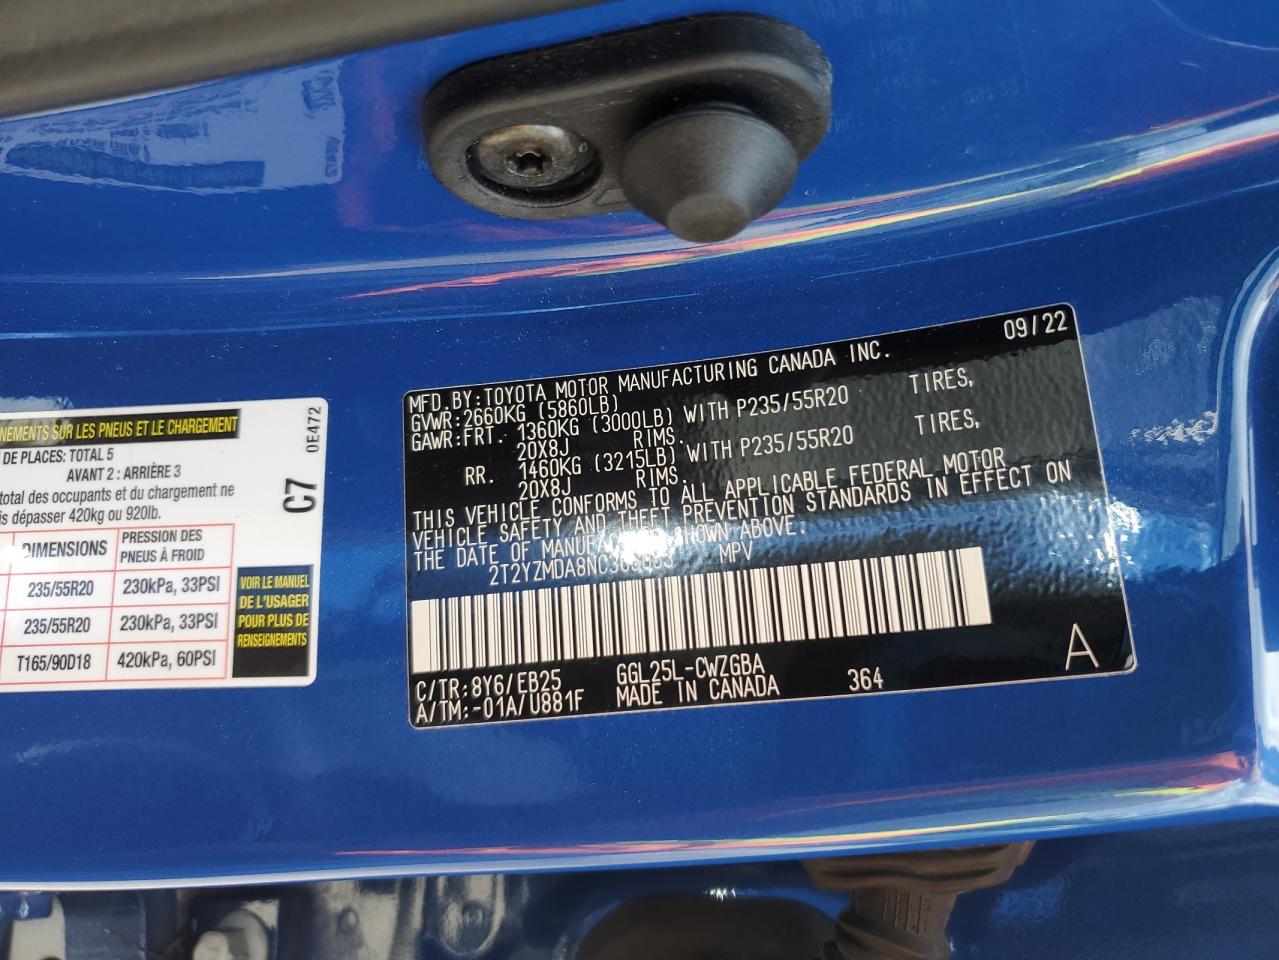 NEMENTS SUR LES PNEUS ET LE CHARGEMENT
DE PLACES: TOTAL 5
AVANT 2 : ARRIÈRE 3
total des occupants et du chargement ne
is dépasser 420kg ou 920lb.
DIMENSIONS PRESSION DES PNEUS À FROID
235/55R20 230kPa, 33PSI
235/55R20 230kPa, 33PSI
T165/90D18 420kPa, 60PSI
VOIR LE MANUEL
DE L'USAGER
POUR PLUS DE
RENSEIGNEMENTS
C7
0E472
09/22
MFD. BY: TOYOTA MOTOR MANUFACTURING CANADA INC.
GVWR: 2660KG (5860LB)
GAWR: FRT. 1360KG (3000LB) WITH P235/55R20 TIRES,
20X8J RIMS.
RR. 1460KG (3215LB) WITH P235/55R20 TIRES,
20X8J RIMS.
THIS VEHICLE CONFORMS TO ALL APPLICABLE FEDERAL MOTOR
VEHICLE SAFETY AND THEFT PREVENTION STANDARDS IN EFFECT ON
THE DATE OF MANUFACTURE SHOWN ABOVE.
MPV
C/TR: 8Y6/EB25 GGL25L-CWZGBA
A/TM: -01A/U881F MADE IN CANADA 364
A